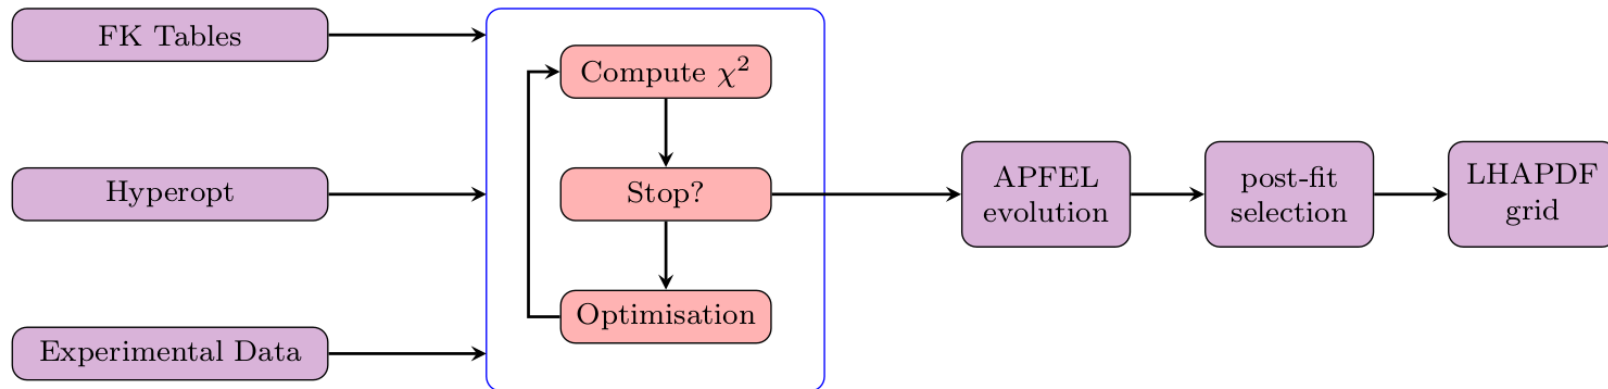 FK Tables
Hyperopt
Experimental Data
Compute χ²
Stop?
Optimisation
APFEL
evolution
post-fit
selection
LHAPDF
grid